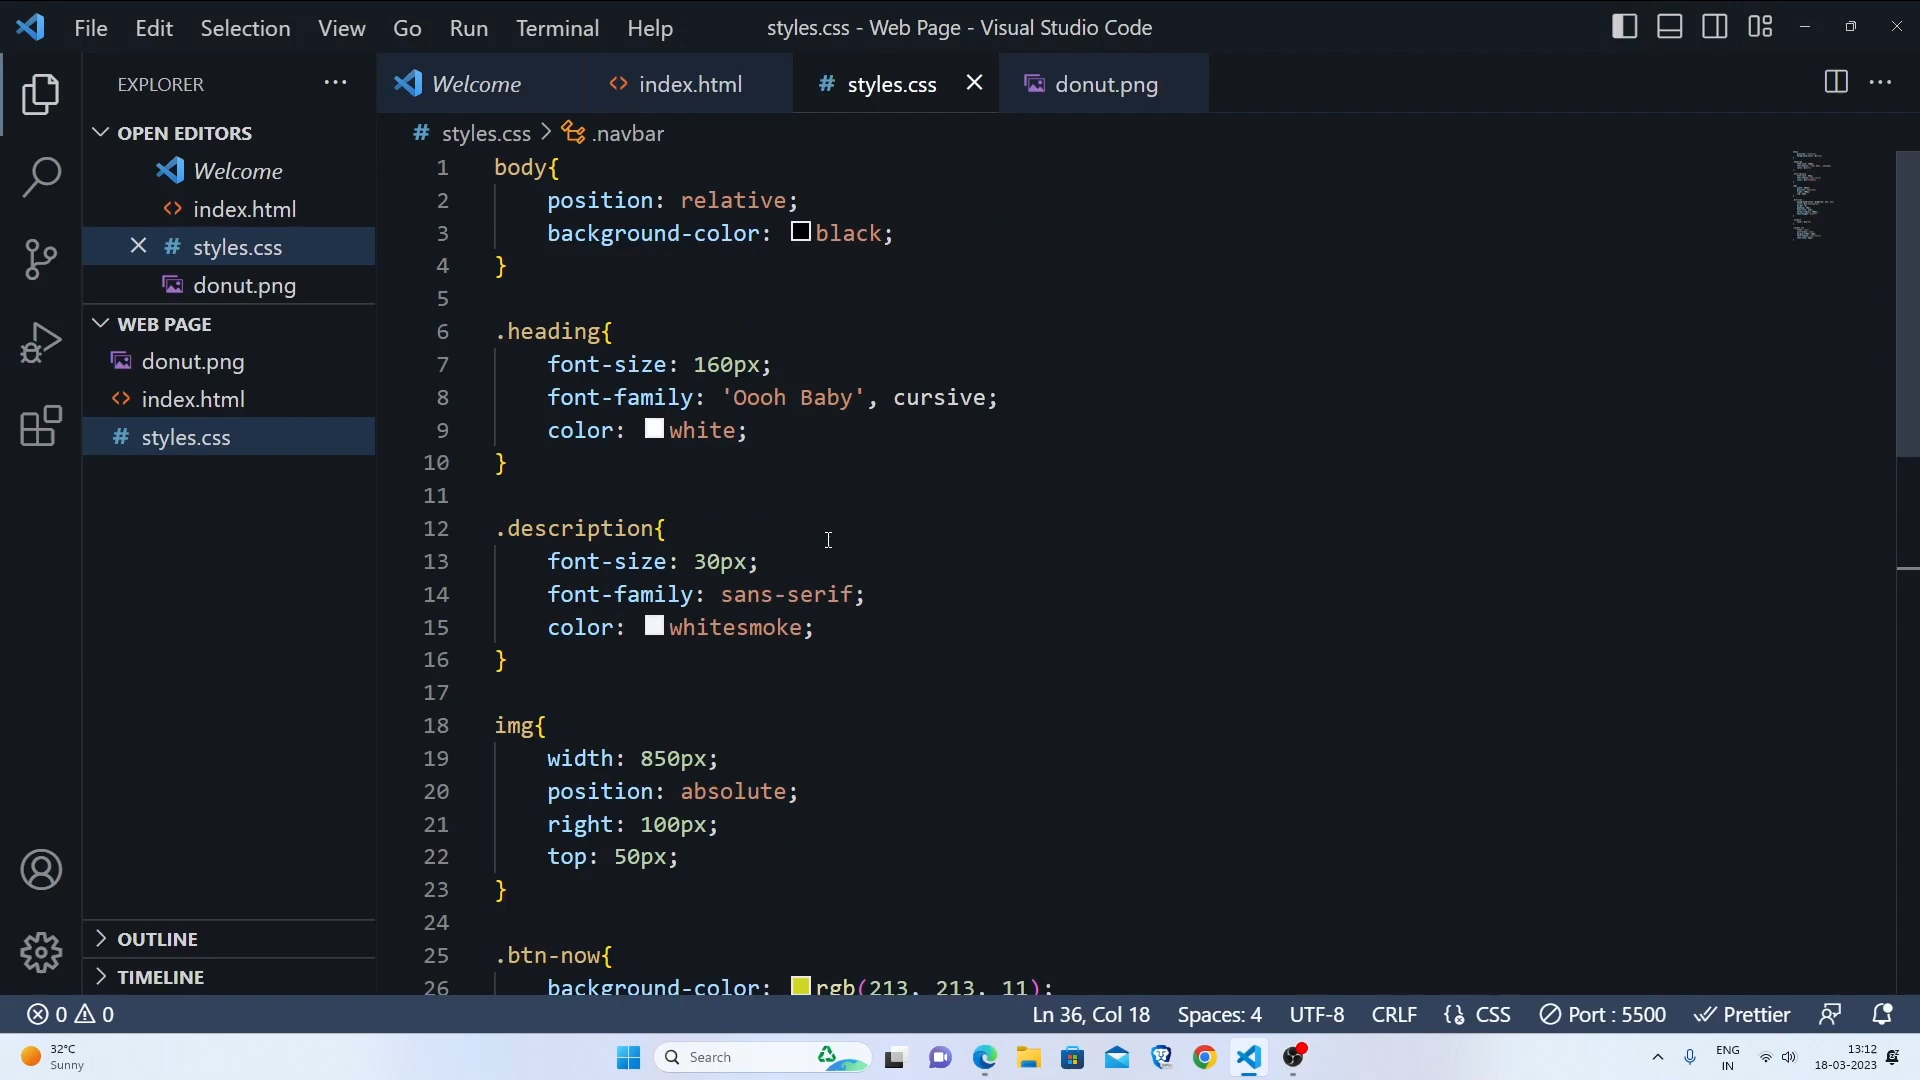 File Edit Selection View Go Run Terminal Help
styles.css - Web Page - Visual Studio Code
EXPLORER
OPEN EDITORS
Welcome
index.html
styles.css
donut.png
WEB PAGE
donut.png
index.html
styles.css
OUTLINE
TIMELINE
Welcome index.html styles.css donut.png
# styles.css > .navbar
1 body{
2 position: relative;
3 background-color: black;
4 }
5
6 .heading{
7 font-size: 160px;
8 font-family: 'Oooh Baby', cursive;
9 color: white;
10 }
11
12 .description{
13 font-size: 30px;
14 font-family: sans-serif;
15 color: whitesmoke;
16 }
17
18 img{
19 width: 850px;
20 position: absolute;
21 right: 100px;
22 top: 50px;
23 }
24
25 .btn-now{
26 background-color: rgb(213, 213, 11);
0 0 Ln 36, Col 18 Spaces: 4 UTF-8 CRLF CSS Port : 5500 Prettier
32°C
Sunny
Search
ENG
IN
13:12
18-03-2023